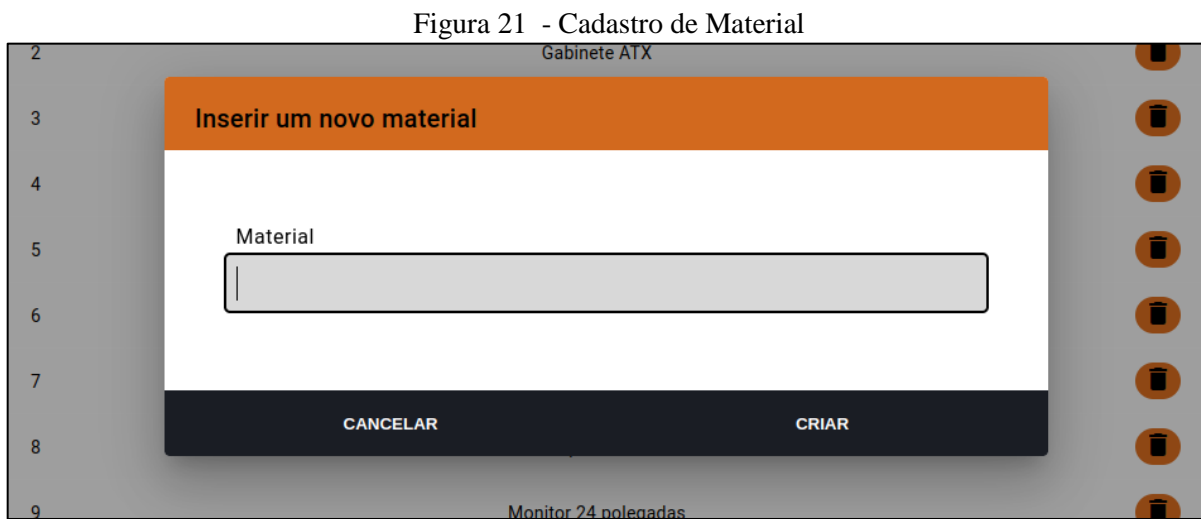 Figura 21 - Cadastro de Material
2 Gabinete ATX
Inserir um novo material
3
4
Material
5
6
7
CANCELAR CRIAR
8
9 Monitor 24 polegadas